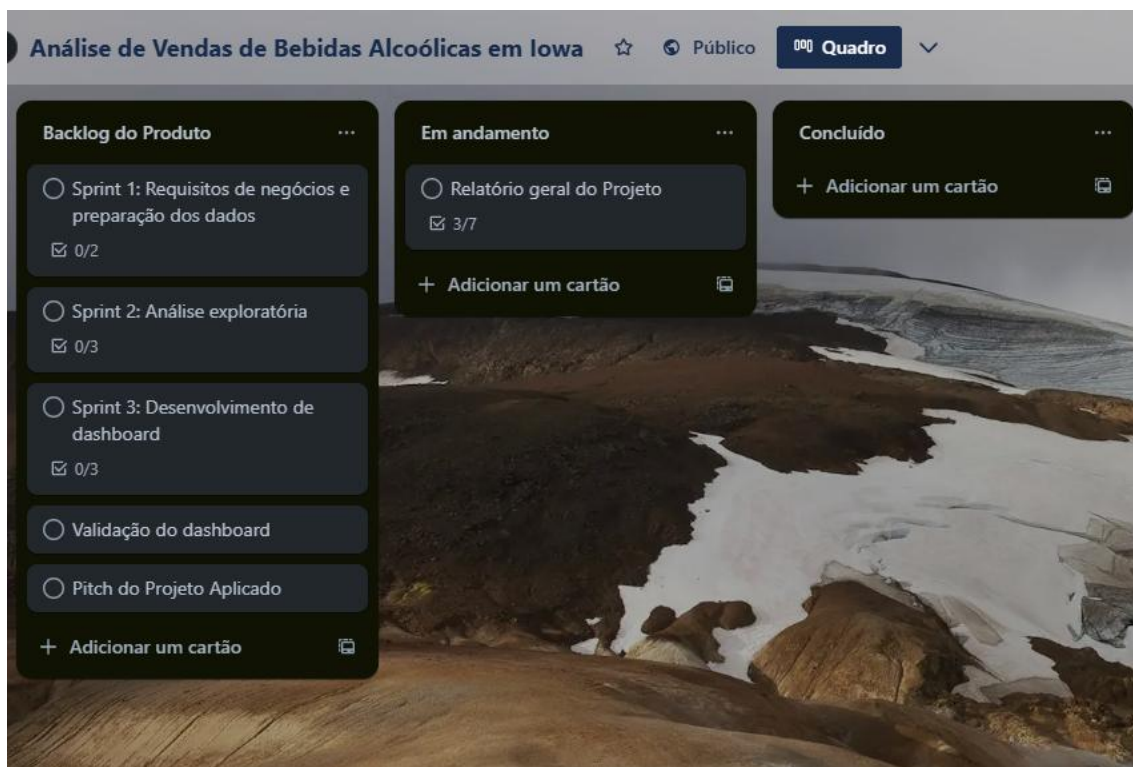 Análise de Vendas de Bebidas Alcoólicas em Iowa
Público
Quadro
Backlog do Produto
Sprint 1: Requisitos de negócios e
preparação dos dados
0/2
Sprint 2: Análise exploratória
0/3
Sprint 3: Desenvolvimento de
dashboard
0/3
Validação do dashboard
Pitch do Projeto Aplicado
+ Adicionar um cartão
Em andamento
Relatório geral do Projeto
3/7
+ Adicionar um cartão
Concluído
+ Adicionar um cartão